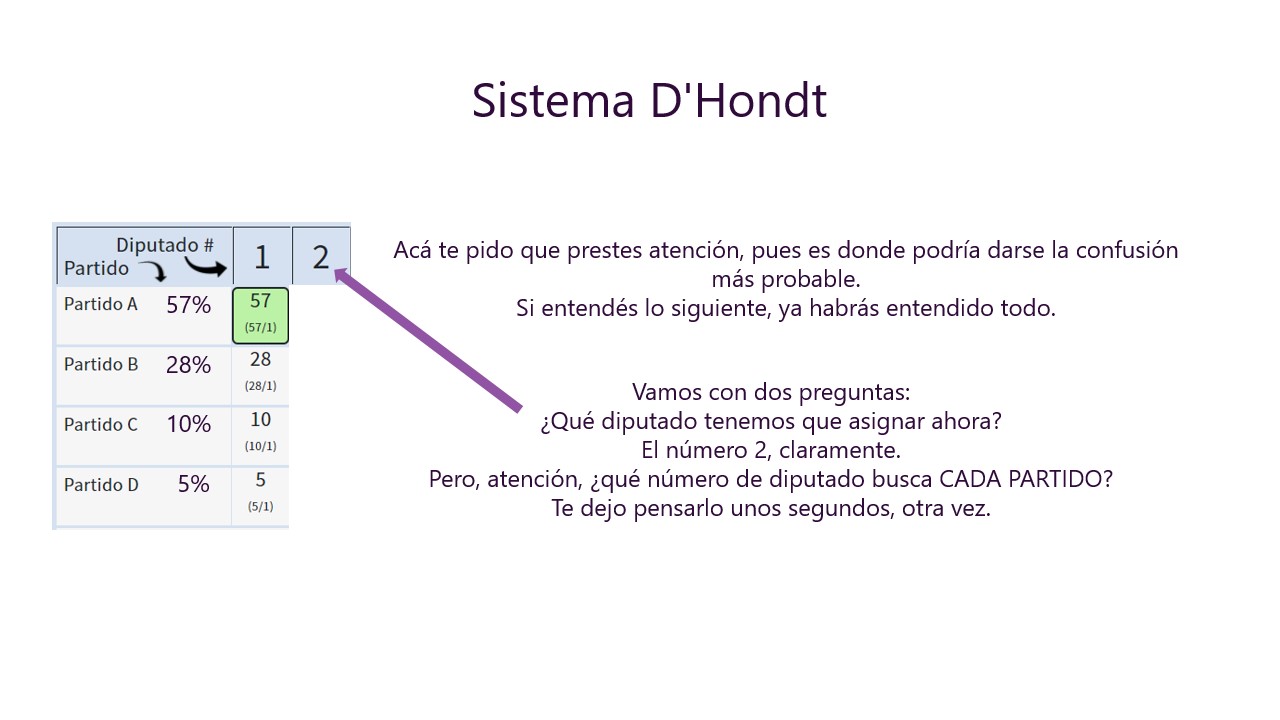 Sistema D'Hondt
Diputado # 1 2
Partido
Partido A 57% 57
(57/1)
Partido B 28% 28
(28/1)
Partido C 10% 10
(10/1)
Partido D 5% 5
(5/1)
Acá te pido que prestes atención, pues es donde podría darse la confusión
más probable.
Si entendés lo siguiente, ya habrás entendido todo.
Vamos con dos preguntas:
¿Qué diputado tenemos que asignar ahora?
El número 2, claramente.
Pero, atención, ¿qué número de diputado busca CADA PARTIDO?
Te dejo pensarlo unos segundos, otra vez.